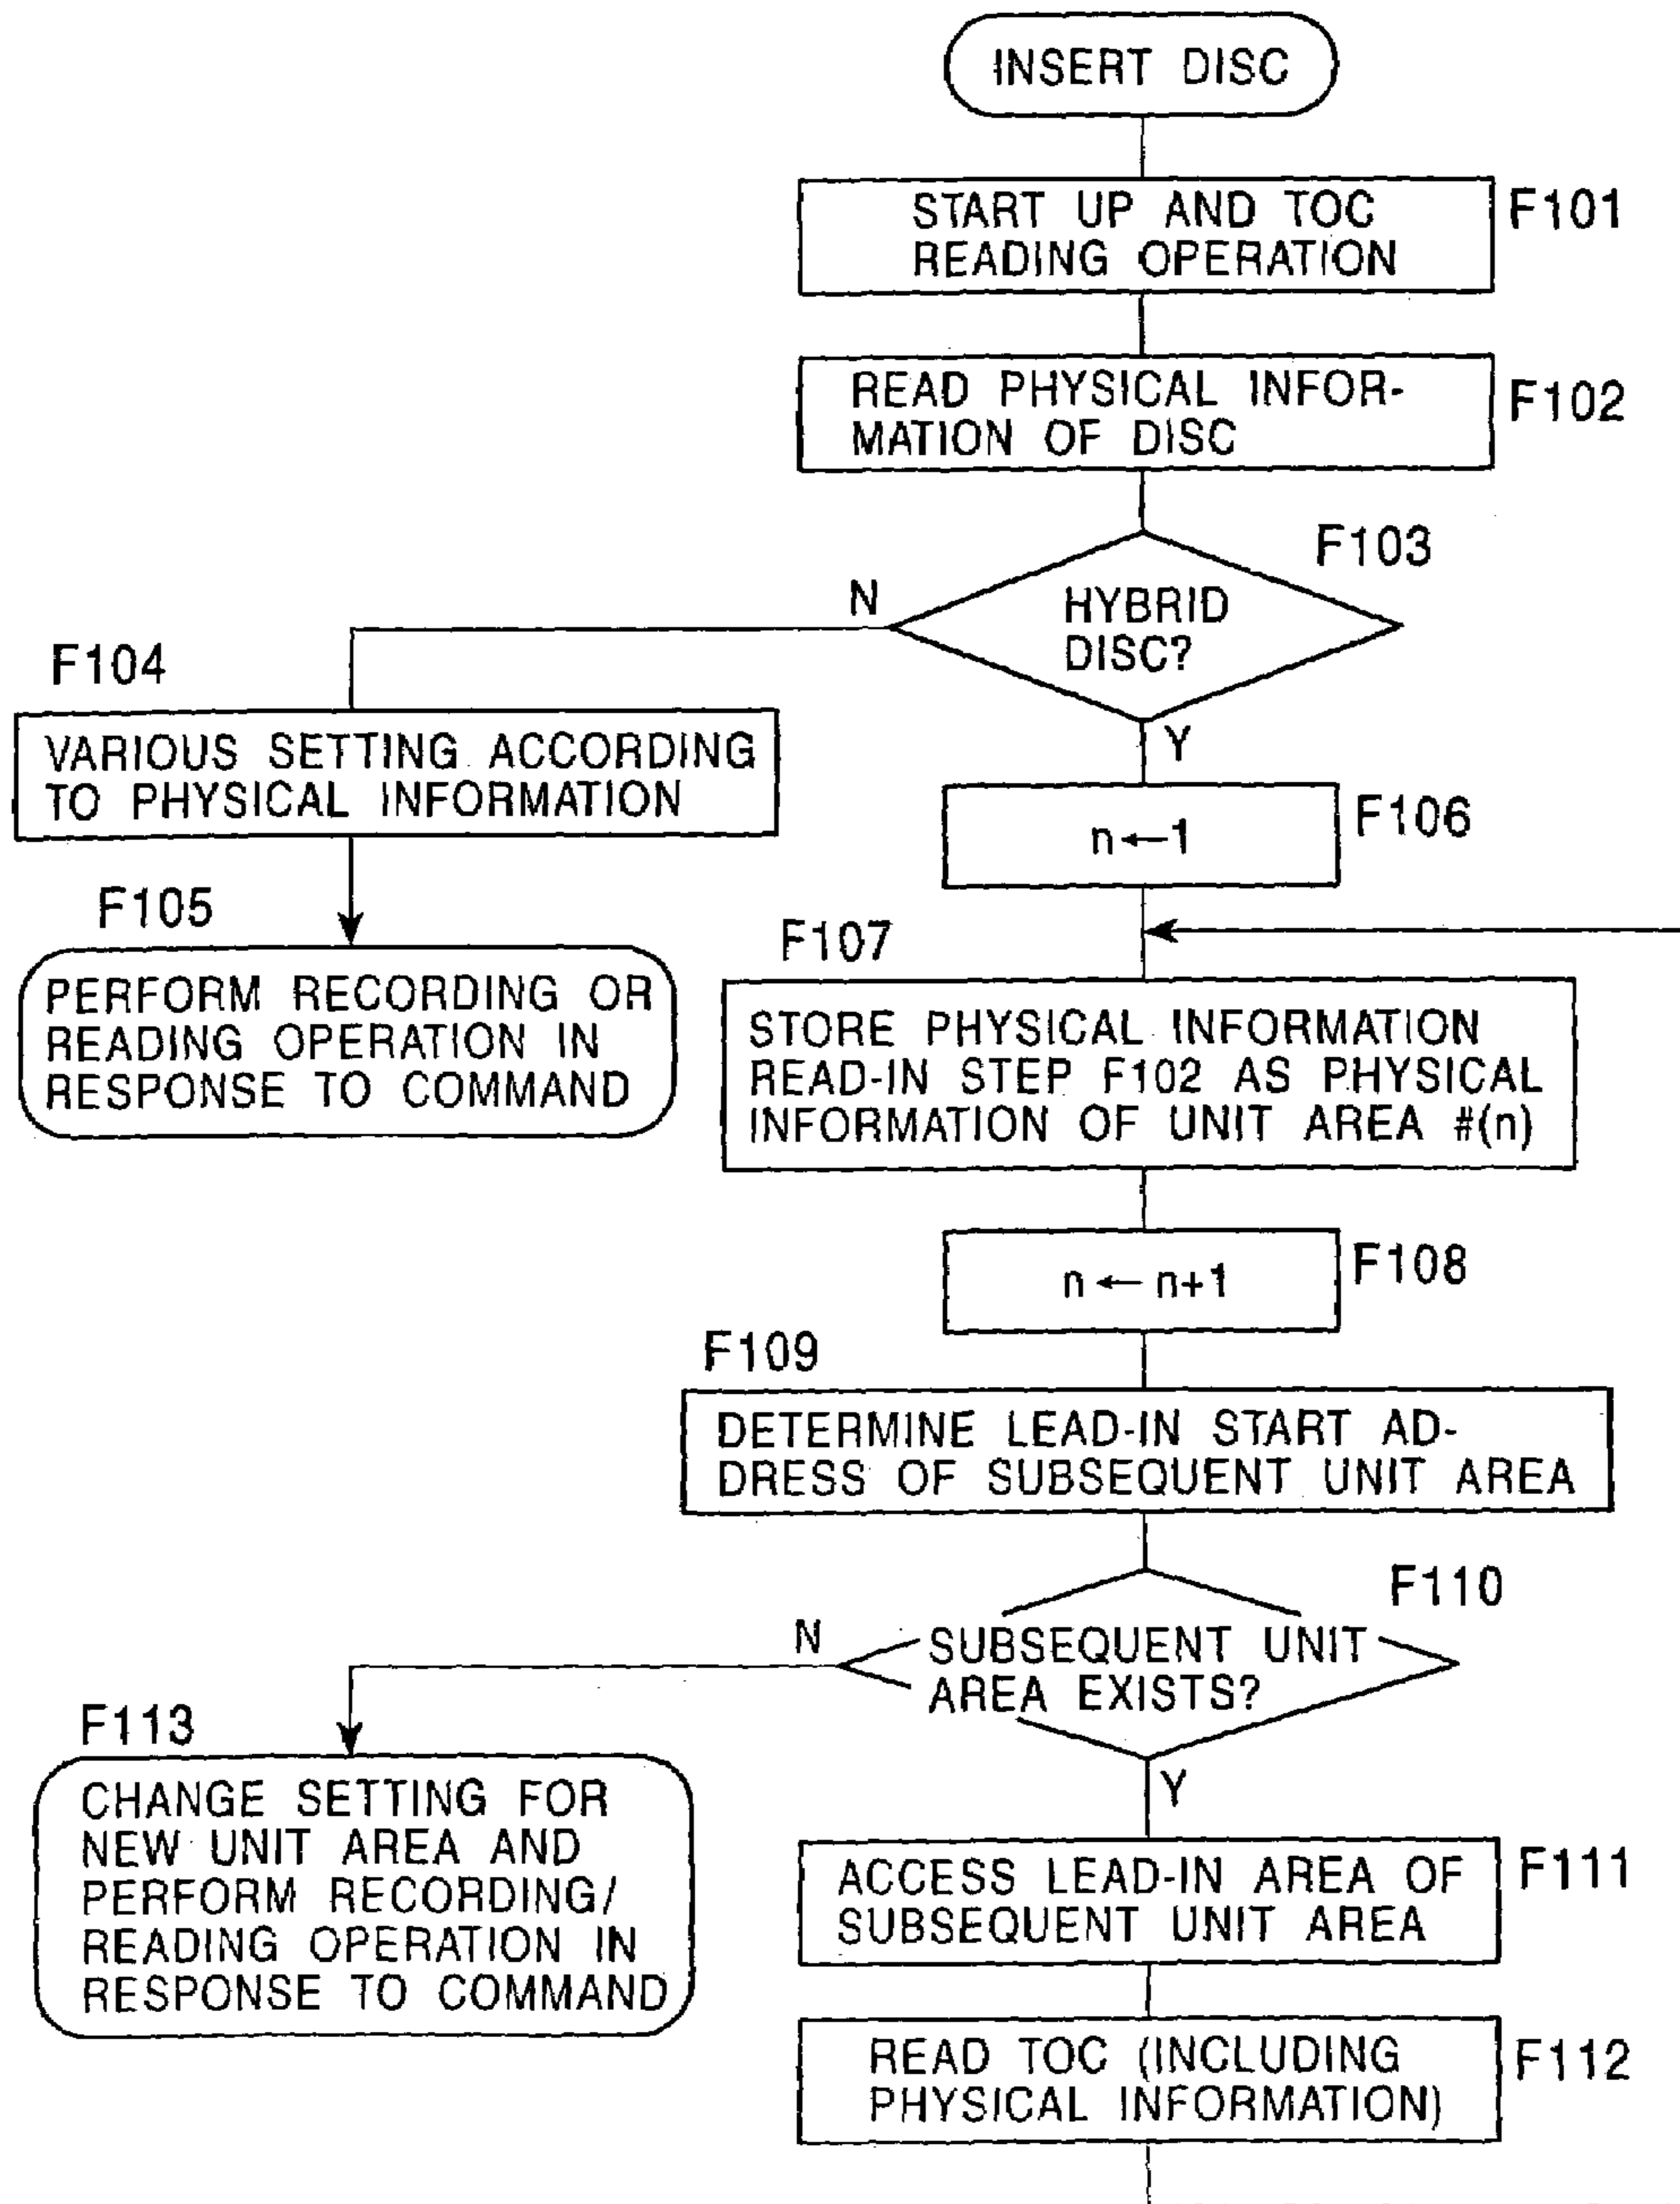 INSERT DISC
START UP AND TOC
READING OPERATION
F101
READ PHYSICAL INFOR-
MATION OF DISC
F102
F103
HYBRID
DISC?
N
Y
F104
VARIOUS SETTING ACCORDING
TO PHYSICAL INFORMATION
F105
PERFORM RECORDING OR
READING OPERATION IN
RESPONSE TO COMMAND
n←1
F106
F107
STORE PHYSICAL INFORMATION
READ-IN STEP F102 AS PHYSICAL
INFORMATION OF UNIT AREA #(n)
n ← n+1
F108
F109
DETERMINE LEAD-IN START AD-
DRESS OF SUBSEQUENT UNIT AREA
F110
SUBSEQUENT UNIT
AREA EXISTS?
N
Y
F113
CHANGE SETTING FOR
NEW UNIT AREA AND
PERFORM RECORDING/
READING OPERATION IN
RESPONSE TO COMMAND
ACCESS LEAD-IN AREA OF
SUBSEQUENT UNIT AREA
F111
READ TOC (INCLUDING
PHYSICAL INFORMATION)
F112